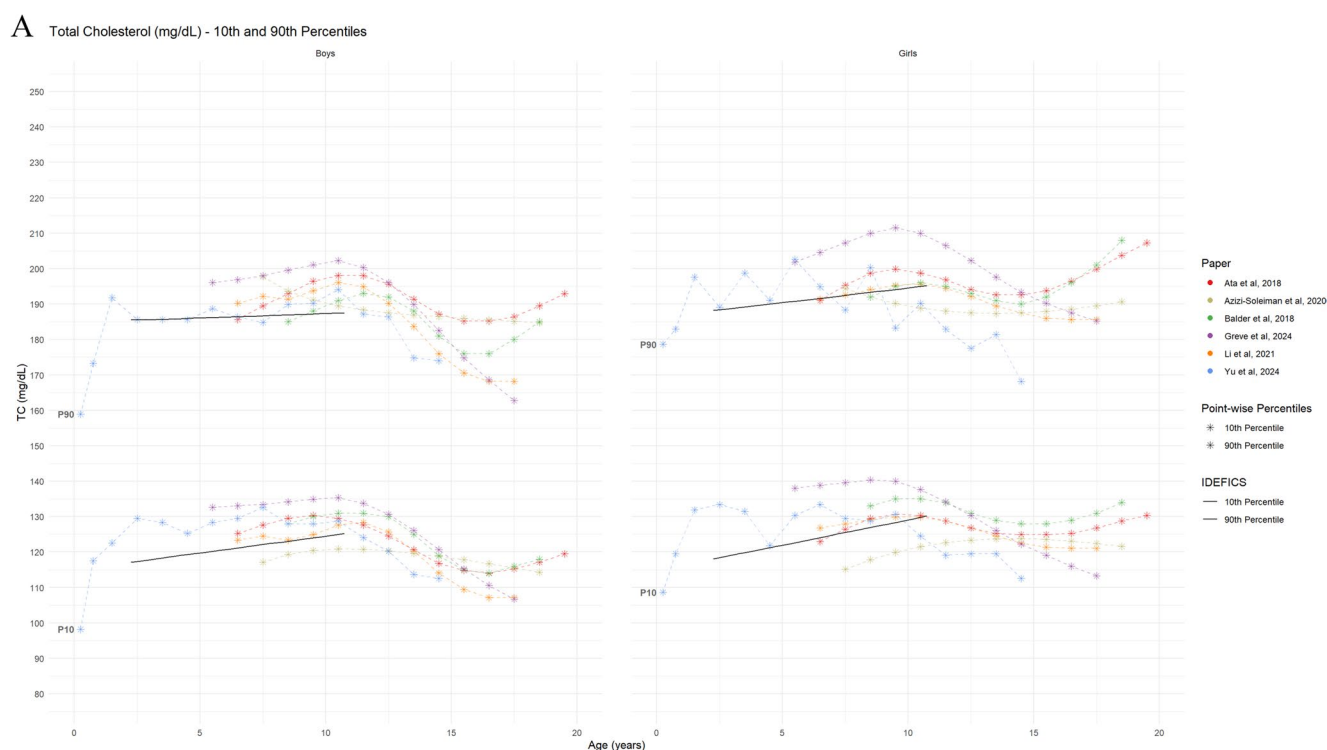 A
Total Cholesterol (mg/dL) - 10th and 90th Percentiles
Boys
Girls
250
240
230
220
210
200
190
180
170
160
150
140
130
120
110
100
90
80
TC (mg/dL)
P90
P10
P90
P10
0 5 10 15 20
0 5 10 15 20
Age (years)
Paper
Ata et al, 2018
Azizi-Soleiman et al, 2020
Balder et al, 2018
Greve et al, 2024
Li et al, 2021
Yu et al, 2024
Point-wise Percentiles
10th Percentile
90th Percentile
IDEFICS
10th Percentile
90th Percentile